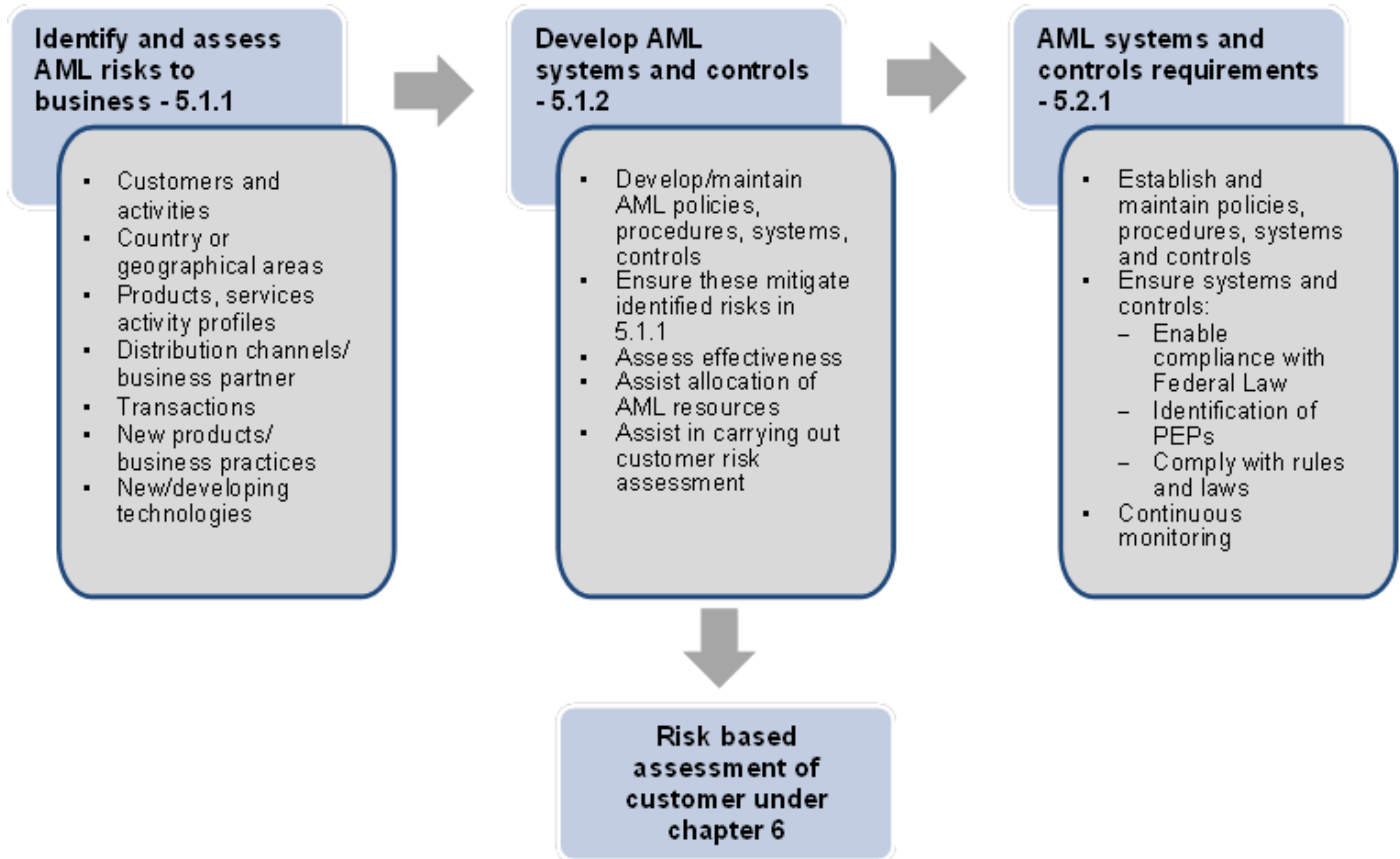 Identify and assess
AML risks to
business - 5.1.1
▪ Customers and
activities
▪ Country or
geographical areas
▪ Products, services
activity profiles
▪ Distribution channels/
business partner
▪ Transactions
▪ New products/
business practices
▪ New/developing
technologies
Develop AML
systems and controls
- 5.1.2
▪ Develop/maintain
AML policies,
procedures, systems,
controls
▪ Ensure these mitigate
identified risks in
5.1.1
▪ Assess effectiveness
▪ Assist allocation of
AML resources
▪ Assist in carrying out
customer risk
assessment
AML systems and
controls requirements
- 5.2.1
▪ Establish and
maintain policies,
procedures, systems
and controls
▪ Ensure systems and
controls:
– Enable
compliance with
Federal Law
– Identification of
PEPs
– Comply with rules
and laws
▪ Continuous
monitoring
Risk based
assessment of
customer under
chapter 6